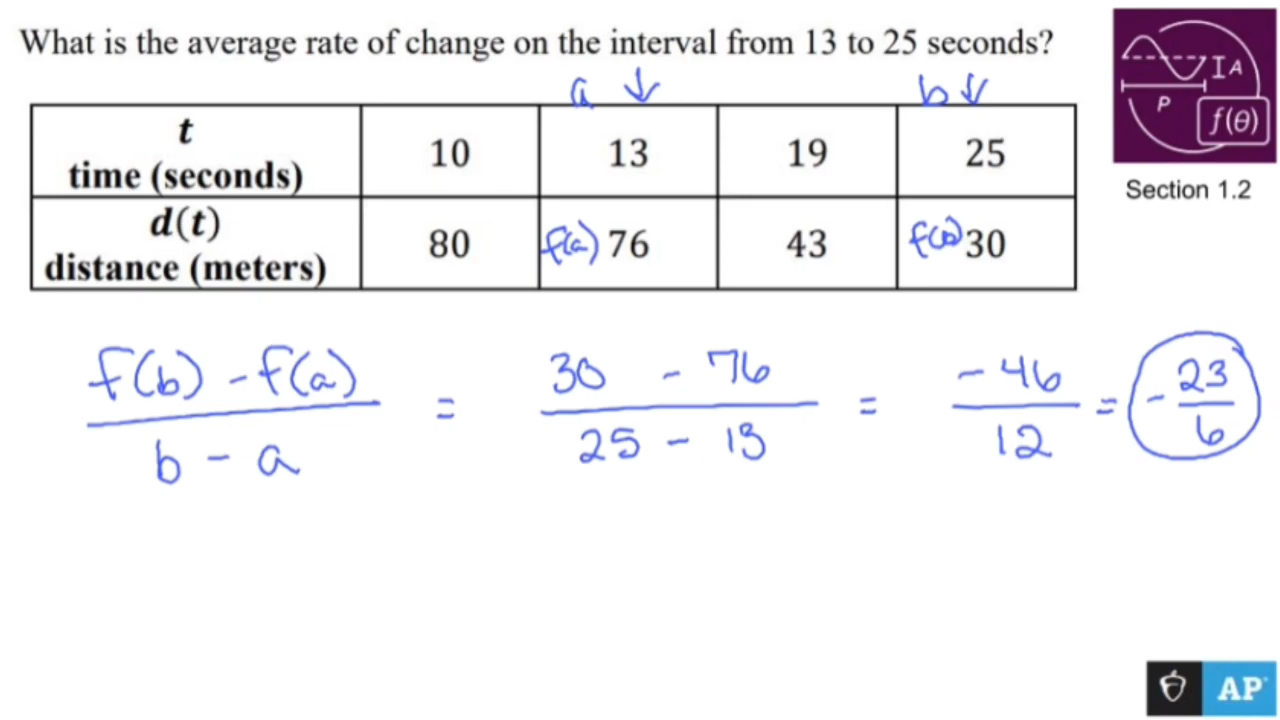 What is the average rate of change on the interval from 13 to 25 seconds?
a ↓ b ↓
t
time (seconds) 10 13 19 25
d(t)
distance (meters) 80 f(a) 76 43 f(b) 30
f(b) - f(a) / b - a = 30 - 76 / 25 - 13 = -46 / 12 = - 23 / 6
I A
P
f(θ)
Section 1.2
AP